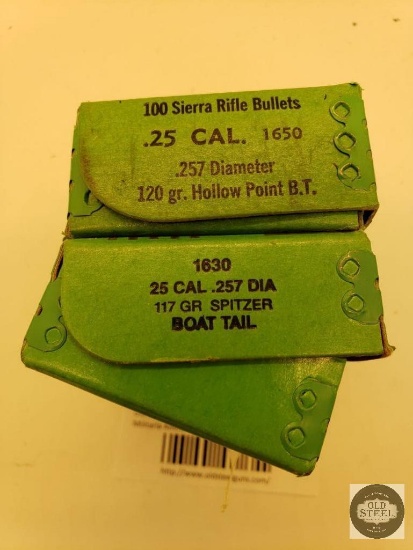 100 Sierra Rifle Bullets
.25 CAL. 1650
.257 Diameter
120 gr. Hollow Point B.T.
1630
25 CAL .257 DIA
117 GR SPITZER
BOAT TAIL
OLD
STEEL